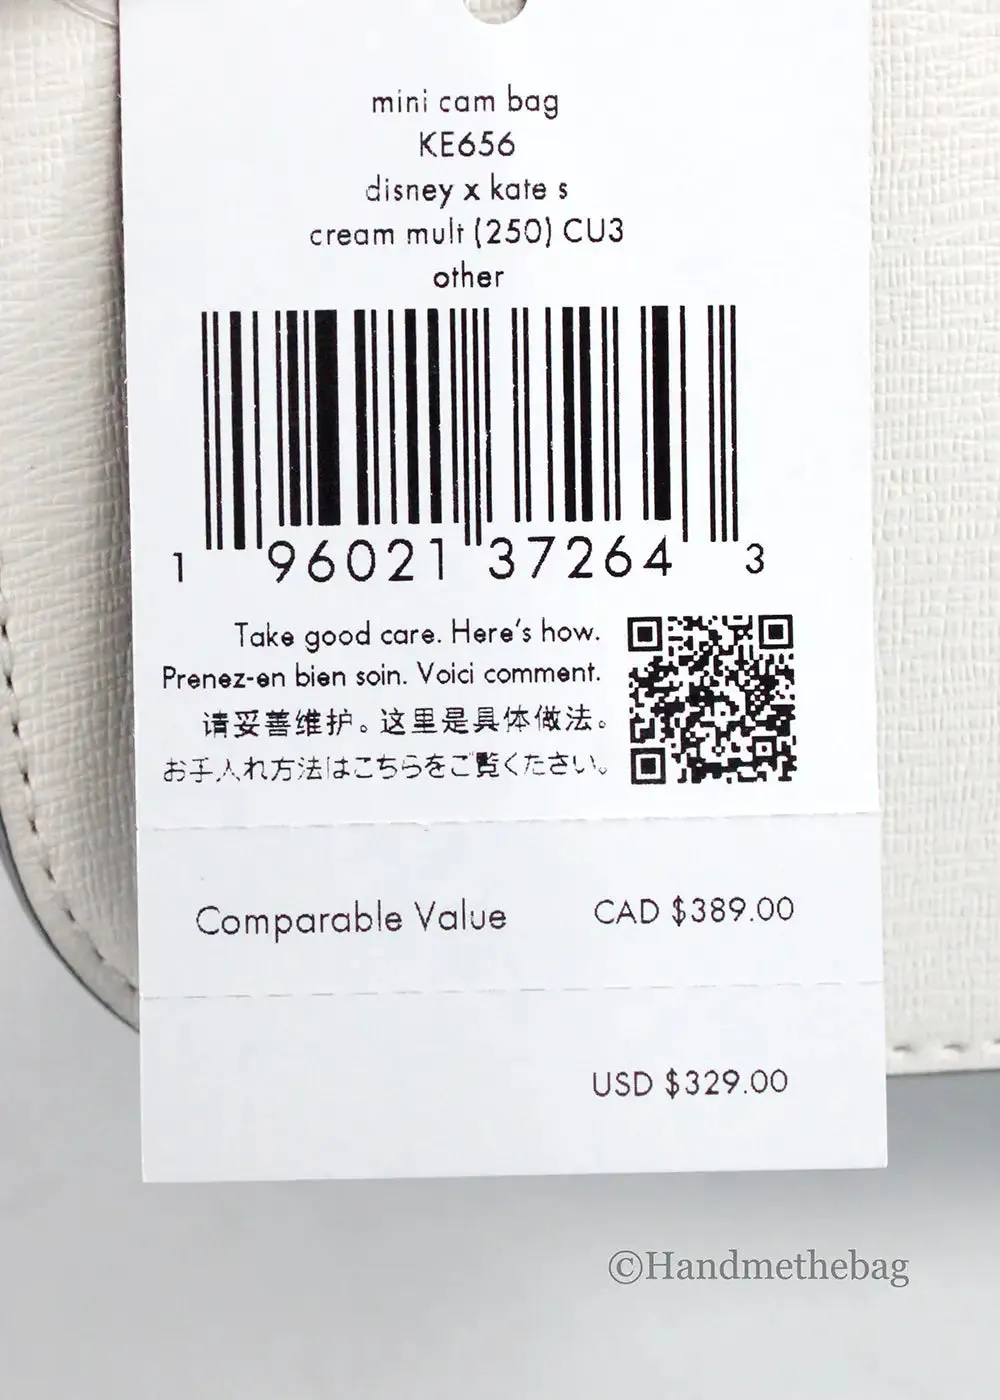 mini cam bag
KE656
disney x kate s
cream mult (250) CU3
other
1 96021 37264 3
Take good care. Here's how.
Prenez-en bien soin. Voici comment.
请妥善维护。这里是具体做法。
お手入れ方法はこちらをご覧ください。
Comparable Value CAD $389.00
USD $329.00
©Handmethebag